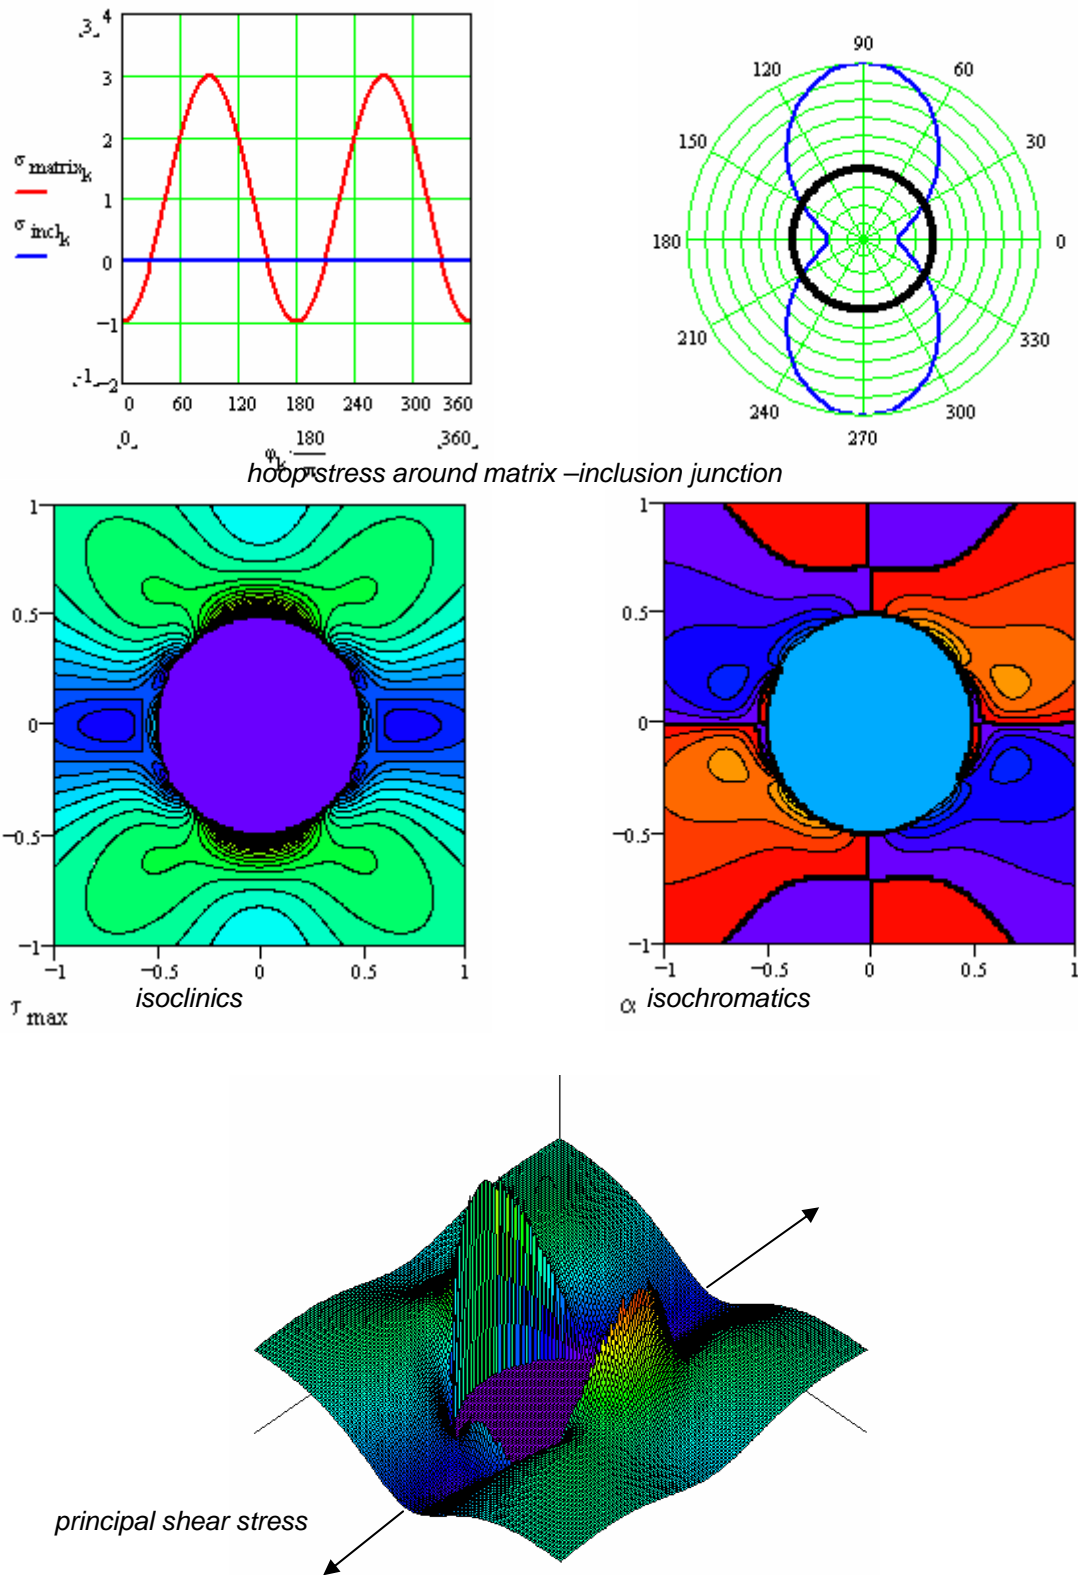 3
4
3
2
1
0
−1
-1
−2
σ matrix k
σ incl k
0 60 120 180 240 300 360
0 360
φ k · 180
π
90
120 60
150 30
180 0
210 330
240 300
270
hoop stress around matrix –inclusion junction
1
0.5
0
−0.5
−1
−1 −0.5 0 0.5 1
τ max
isoclinics
1
0.5
0
−0.5
−1
−1 −0.5 0 0.5 1
α isochromatics
principal shear stress